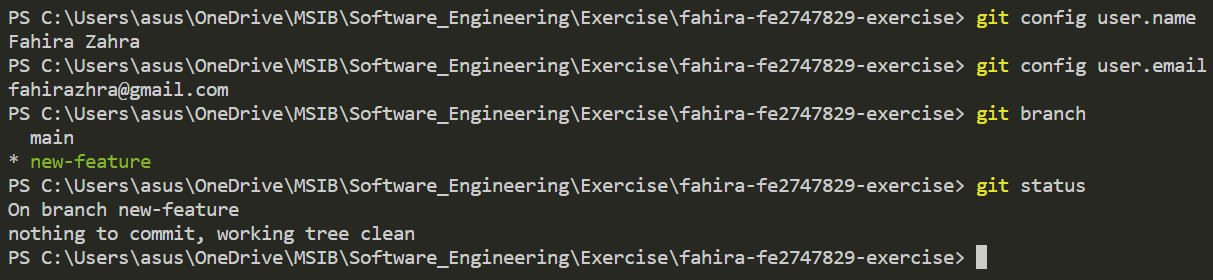 PS C:\Users\asus\OneDrive\MSIB\Software_Engineering\Exercise\fahira-fe2747829-exercise> git config user.name
Fahira Zahra
PS C:\Users\asus\OneDrive\MSIB\Software_Engineering\Exercise\fahira-fe2747829-exercise> git config user.email
fahirazhra@gmail.com
PS C:\Users\asus\OneDrive\MSIB\Software_Engineering\Exercise\fahira-fe2747829-exercise> git branch
  main
* new-feature
PS C:\Users\asus\OneDrive\MSIB\Software_Engineering\Exercise\fahira-fe2747829-exercise> git status
On branch new-feature
nothing to commit, working tree clean
PS C:\Users\asus\OneDrive\MSIB\Software_Engineering\Exercise\fahira-fe2747829-exercise>